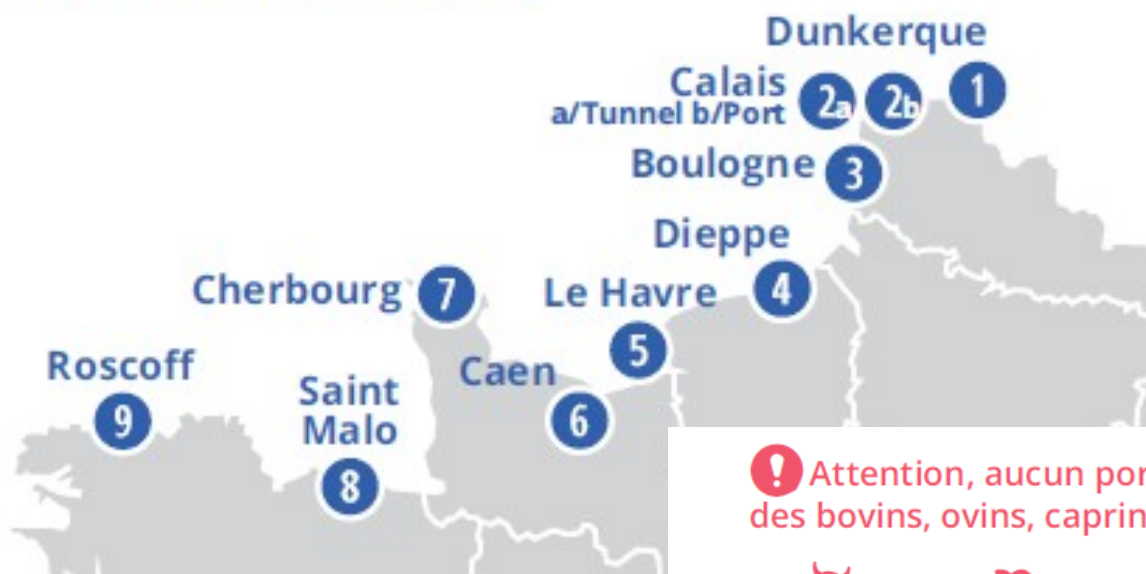 Dunkerque
1
Calais
a/Tunnel b/Port
2a
2b
Boulogne
3
Dieppe
4
Cherbourg
7
Le Havre
5
Roscoff
9
Caen
6
Saint
Malo
8
! Attention, aucun por
des bovins, ovins, caprin